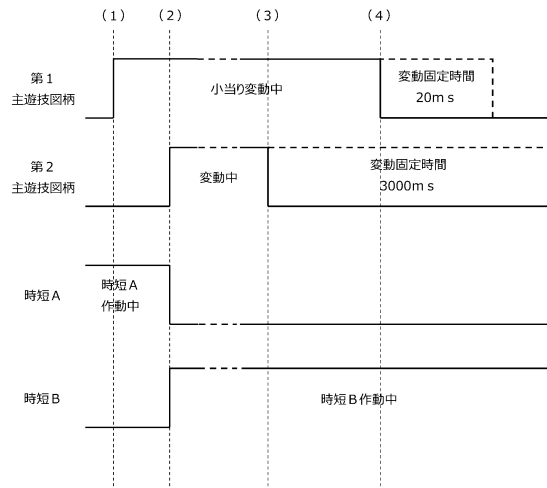 (1)
(2)
(3)
(4)
第1
主遊技図柄
小当り変動中
変動固定時間
20ms
第2
主遊技図柄
変動中
変動固定時間
3000ms
時短A
時短A
作動中
時短B
時短B作動中